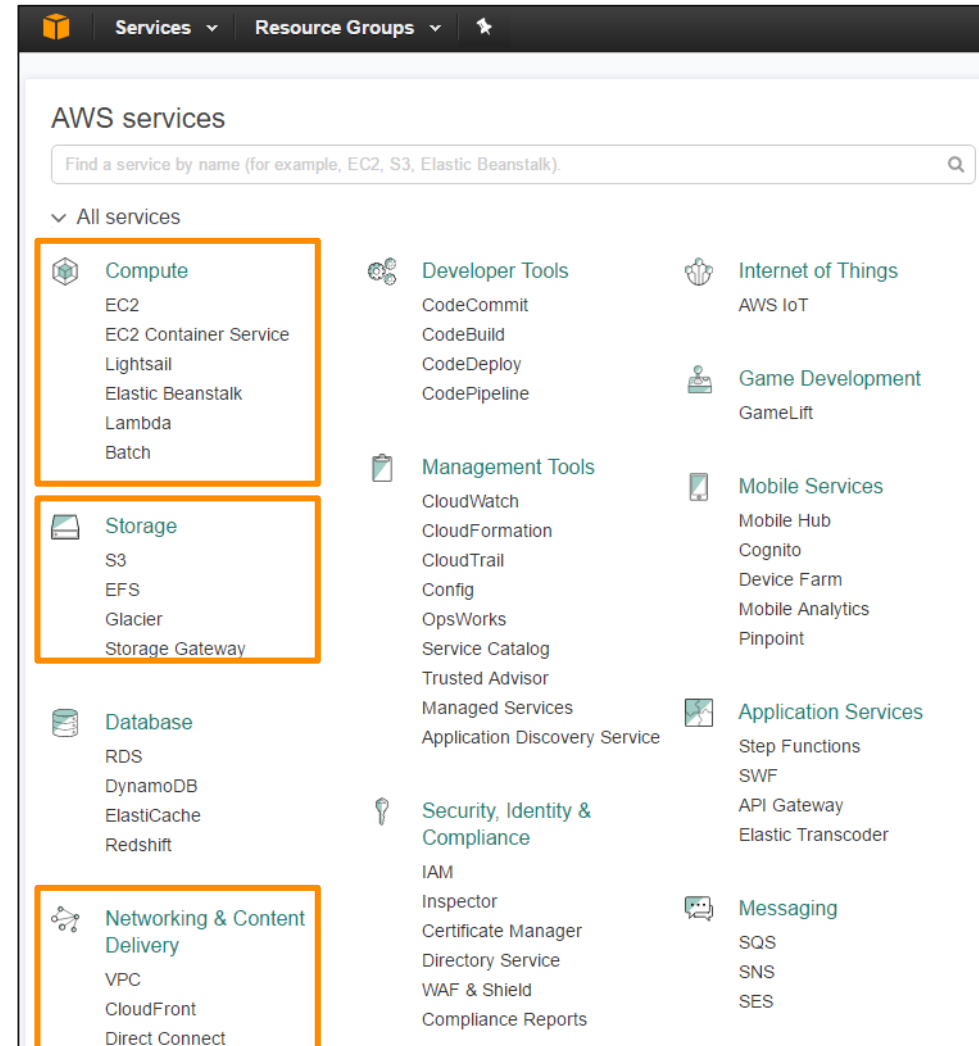 Services
Resource Groups
AWS services
Find a service by name (for example, EC2, S3, Elastic Beanstalk).
All services
Compute
EC2
EC2 Container Service
Lightsail
Elastic Beanstalk
Lambda
Batch
Storage
S3
EFS
Glacier
Storage Gateway
Database
RDS
DynamoDB
ElastiCache
Redshift
Networking & Content
Delivery
VPC
CloudFront
Direct Connect
Developer Tools
CodeCommit
CodeBuild
CodeDeploy
CodePipeline
Management Tools
CloudWatch
CloudFormation
CloudTrail
Config
OpsWorks
Service Catalog
Trusted Advisor
Managed Services
Application Discovery Service
Security, Identity &
Compliance
IAM
Inspector
Certificate Manager
Directory Service
WAF & Shield
Compliance Reports
Internet of Things
AWS IoT
Game Development
GameLift
Mobile Services
Mobile Hub
Cognito
Device Farm
Mobile Analytics
Pinpoint
Application Services
Step Functions
SWF
API Gateway
Elastic Transcoder
Messaging
SQS
SNS
SES